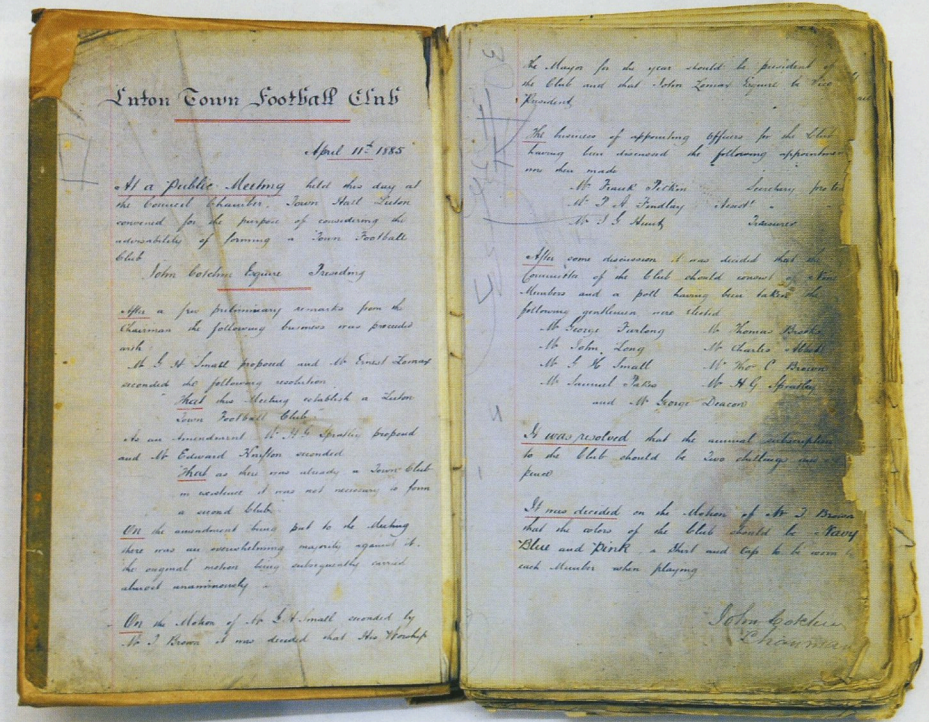 Luton Town Football Club
April 11th 1885
At a Public Meeting held this day at
the Council Chamber, Town Hall Luton
convened for the purpose of considering the
advisability of forming a Town Football
Club
John Cotchin Esquire Presiding
After a few preliminary remarks from the
Chairman the following business was proceeded
with
Mr G H Small proposed and Mr Ernest Lomax
seconded the following resolution
That this Meeting establish a Luton
Town Football Club
As an Amendment Mr H G Spratley proposed
and Mr Edward seconded
That as there was already a Town Club
in existence it was not necessary to form
a second Club
On the amendment being put to the Meeting
there was an overwhelming majority against it.
the original motion being subsequently carried
almost unanimously
On the Motion of Mr G H Small seconded by
Mr T Brown it was decided that His Worship
the Mayor for the year should be president of
the Club and that John Lomax Esquire be Vice
President
The business of appointing Officers for the Club
having been discussed the following appointments
were then made
Mr Frank Secretary protem
Mr P A Findlay Assist "
Mr I G Hunt Treasurer
After some discussion it was decided that the
Committee of the Club should consist of Nine
Members and a poll having been taken the
following gentlemen were elected
Mr George Furlong Mr Thomas Brooks
Mr John Long Mr Charles Abbott
Mr G H Small Mr Thos C Brown
Mr Samuel Mr H G Spratley
and Mr George Deacon
It was resolved that the annual subscription
to the Club should be Two shillings and six
pence
It was decided on the Motion of Mr T Brown
that the colors of the Club should be Navy
Blue and Pink, a Shirt and Cap to be worn by
each Member when playing
John Cotchin
Chairman